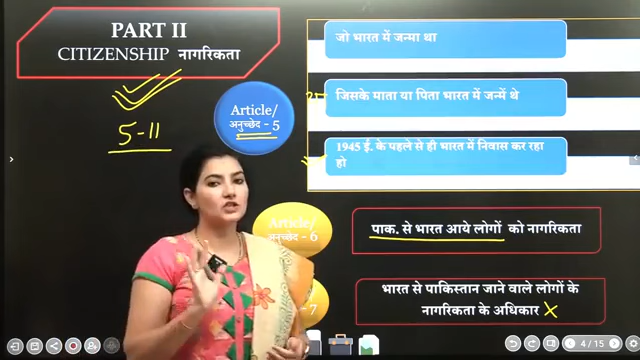 PART II
CITIZENSHIP नागरिकता
5-11
Article/
अनुच्छेद - 5
जो भारत में जन्मा था
जिसके माता या पिता भारत में जन्में थे
1945 ई. के पहले से ही भारत में निवास कर रहा
हो
Article/
अनुच्छेद - 6
पाक. से भारत आये लोगों को नागरिकता
- 7
भारत से पाकिस्तान जाने वाले लोगों के
नागरिकता के अधिकार X
4 / 15